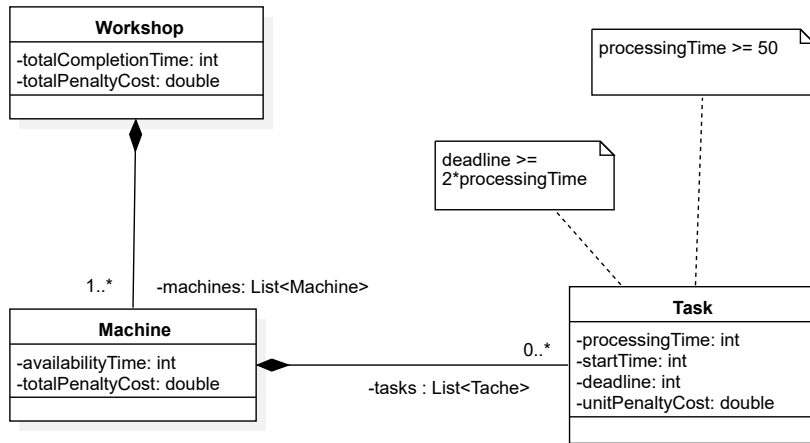 Workshop
-totalCompletionTime: int
-totalPenaltyCost: double
processingTime >= 50
deadline >=
2*processingTime
1..*
-machines: List<Machine>
Machine
-availabilityTime: int
-totalPenaltyCost: double
0..*
-tasks : List<Tache>
Task
-processingTime: int
-startTime: int
-deadline: int
-unitPenaltyCost: double